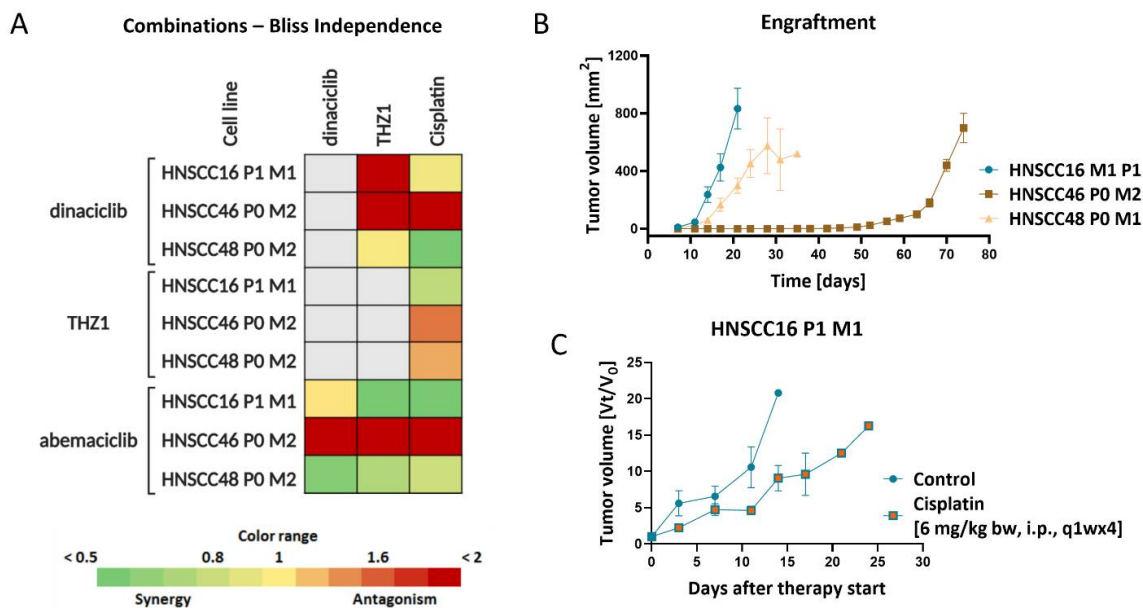 A
Combinations – Bliss Independence
Cell line
dinaciclib
THZ1
Cisplatin
dinaciclib
HNSCC16 P1 M1
HNSCC46 P0 M2
HNSCC48 P0 M2
THZ1
HNSCC16 P1 M1
HNSCC46 P0 M2
HNSCC48 P0 M2
abemaciclib
HNSCC16 P1 M1
HNSCC46 P0 M2
HNSCC48 P0 M2
Color range
< 0.5 0.8 1 1.6 < 2
Synergy Antagonism
B
Engraftment
Tumor volume [mm²]
1200
800
400
0
0 10 20 30 40 50 60 70 80
Time [days]
HNSCC16 M1 P1
HNSCC46 P0 M2
HNSCC48 P0 M1
C
HNSCC16 P1 M1
Tumor volume [Vt/V₀]
25
20
15
10
5
0
0 5 10 15 20 25 30
Days after therapy start
Control
Cisplatin
[6 mg/kg bw, i.p., q1wx4]